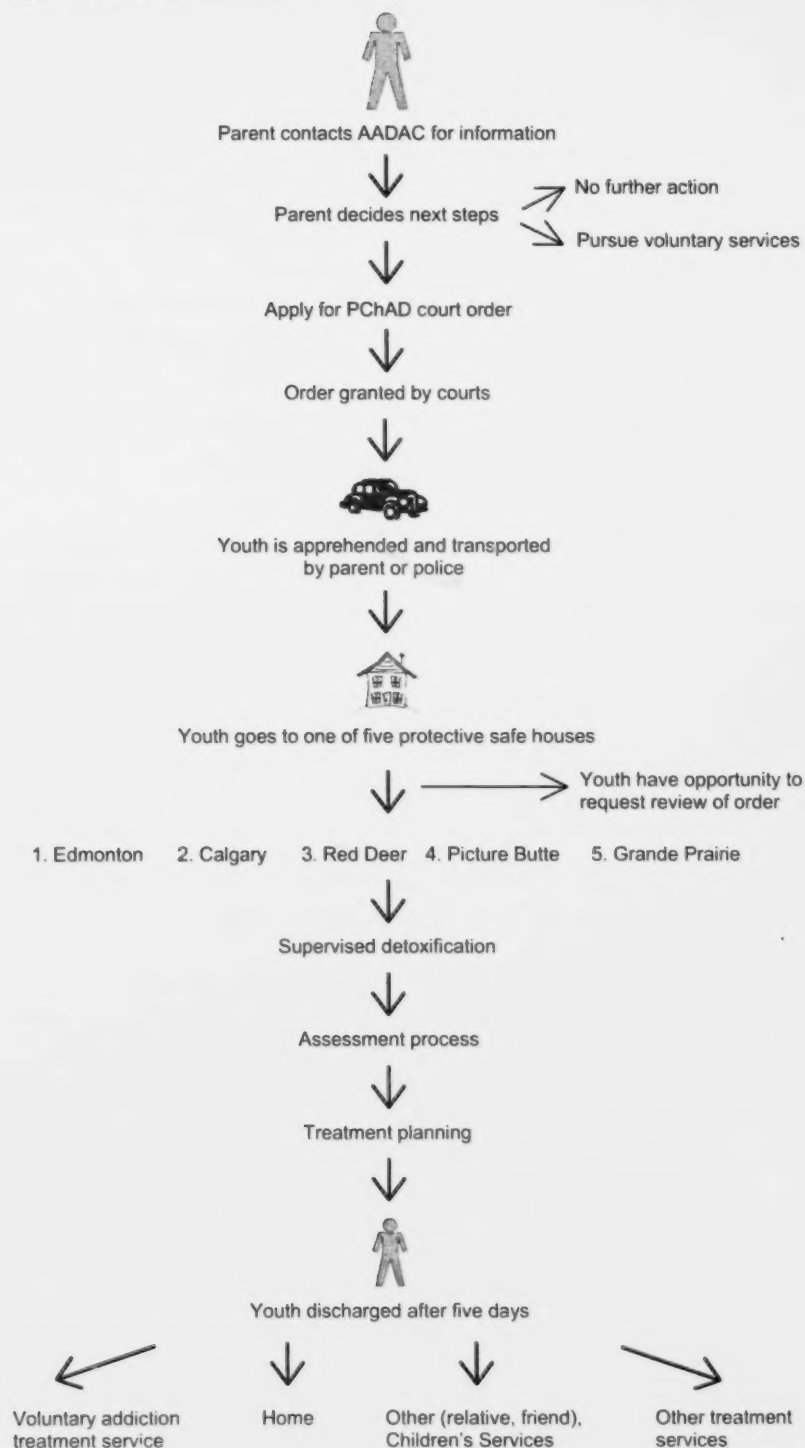 Parent contacts AADAC for information
No further action
Parent decides next steps
Pursue voluntary services
Apply for PChAD court order
Order granted by courts
Youth is apprehended and transported
by parent or police
Youth goes to one of five protective safe houses
Youth have opportunity to
request review of order
1. Edmonton 2. Calgary 3. Red Deer 4. Picture Butte 5. Grande Prairie
Supervised detoxification
Assessment process
Treatment planning
Youth discharged after five days
Voluntary addiction
treatment service
Home
Other (relative, friend),
Children's Services
Other treatment
services